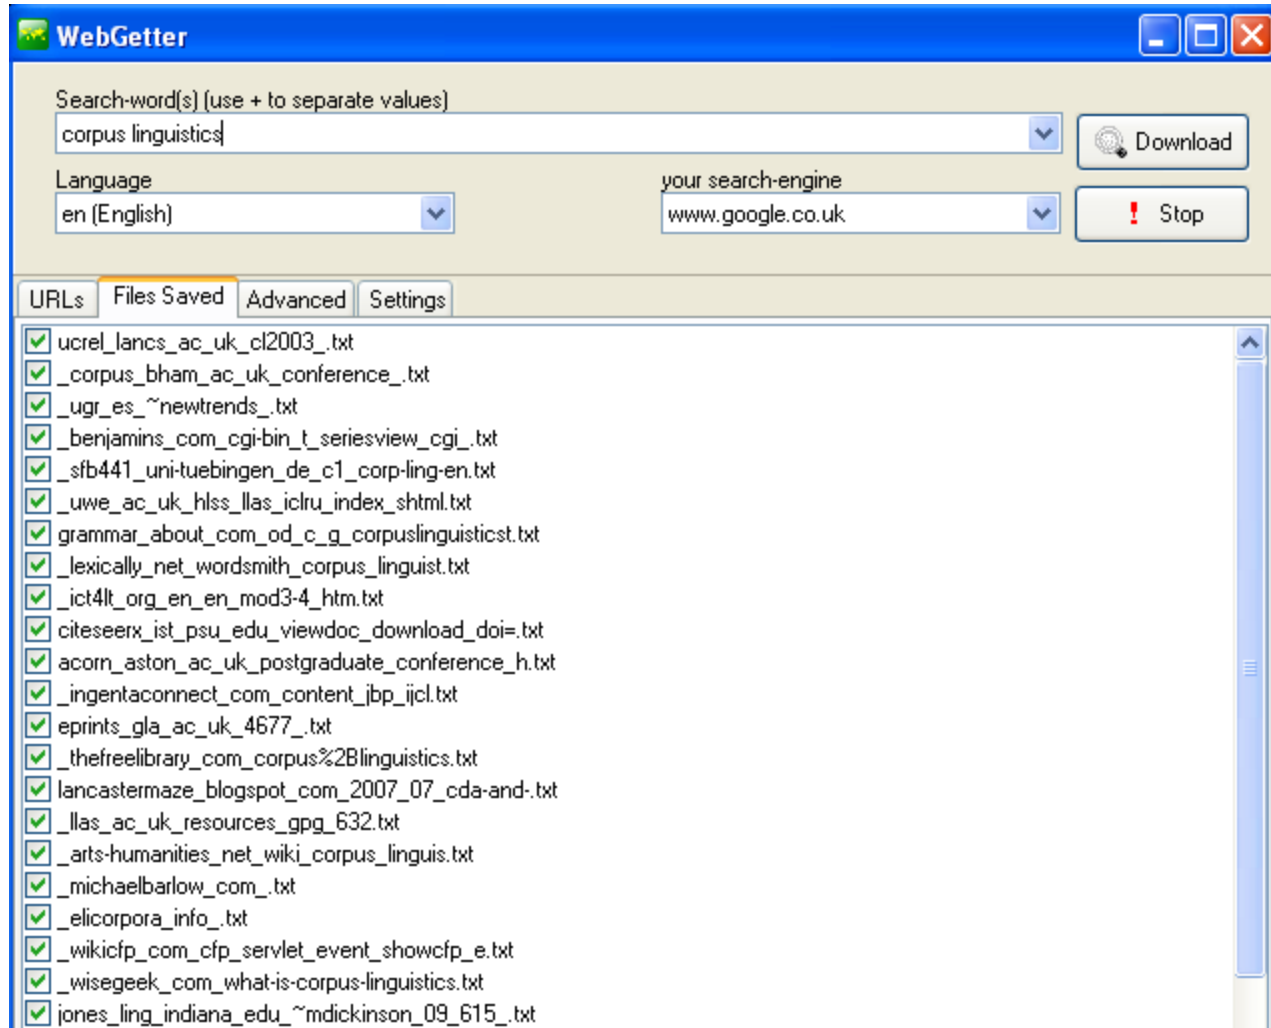 WebGetter
Search-word(s) (use + to separate values)
corpus linguistics
Download
Language
your search-engine
en (English)
www.google.co.uk
! Stop
URLs Files Saved Advanced Settings
ucrel_lancs_ac_uk_cl2003_.txt
_corpus_bham_ac_uk_conference_.txt
_ugr_es_~newtrends_.txt
_benjamins_com_cgi-bin_t_seriesview_cgi_.txt
_sfb441_uni-tuebingen_de_c1_corp-ling-en.txt
_uwe_ac_uk_hlss_llas_iclru_index_shtml.txt
grammar_about_com_od_c_g_corpuslinguisticst.txt
_lexically_net_wordsmith_corpus_linguist.txt
_ict4lt_org_en_en_mod3-4_htm.txt
citeseerx_ist_psu_edu_viewdoc_download_doi=.txt
acorn_aston_ac_uk_postgraduate_conference_h.txt
_ingentaconnect_com_content_jbp_ijcl.txt
eprints_gla_ac_uk_4677_.txt
_thefreelibrary_com_corpus%2Blinguistics.txt
lancastermaze_blogspot_com_2007_07_cda-and-.txt
_llas_ac_uk_resources_gpg_632.txt
_arts-humanities_net_wiki_corpus_linguis.txt
_michaelbarlow_com_.txt
_elicorpora_info_.txt
_wikicfp_com_cfp_servlet_event_showcfp_e.txt
_wisegeek_com_what-is-corpus-linguistics.txt
jones_ling_indiana_edu_~mdickinson_09_615_.txt